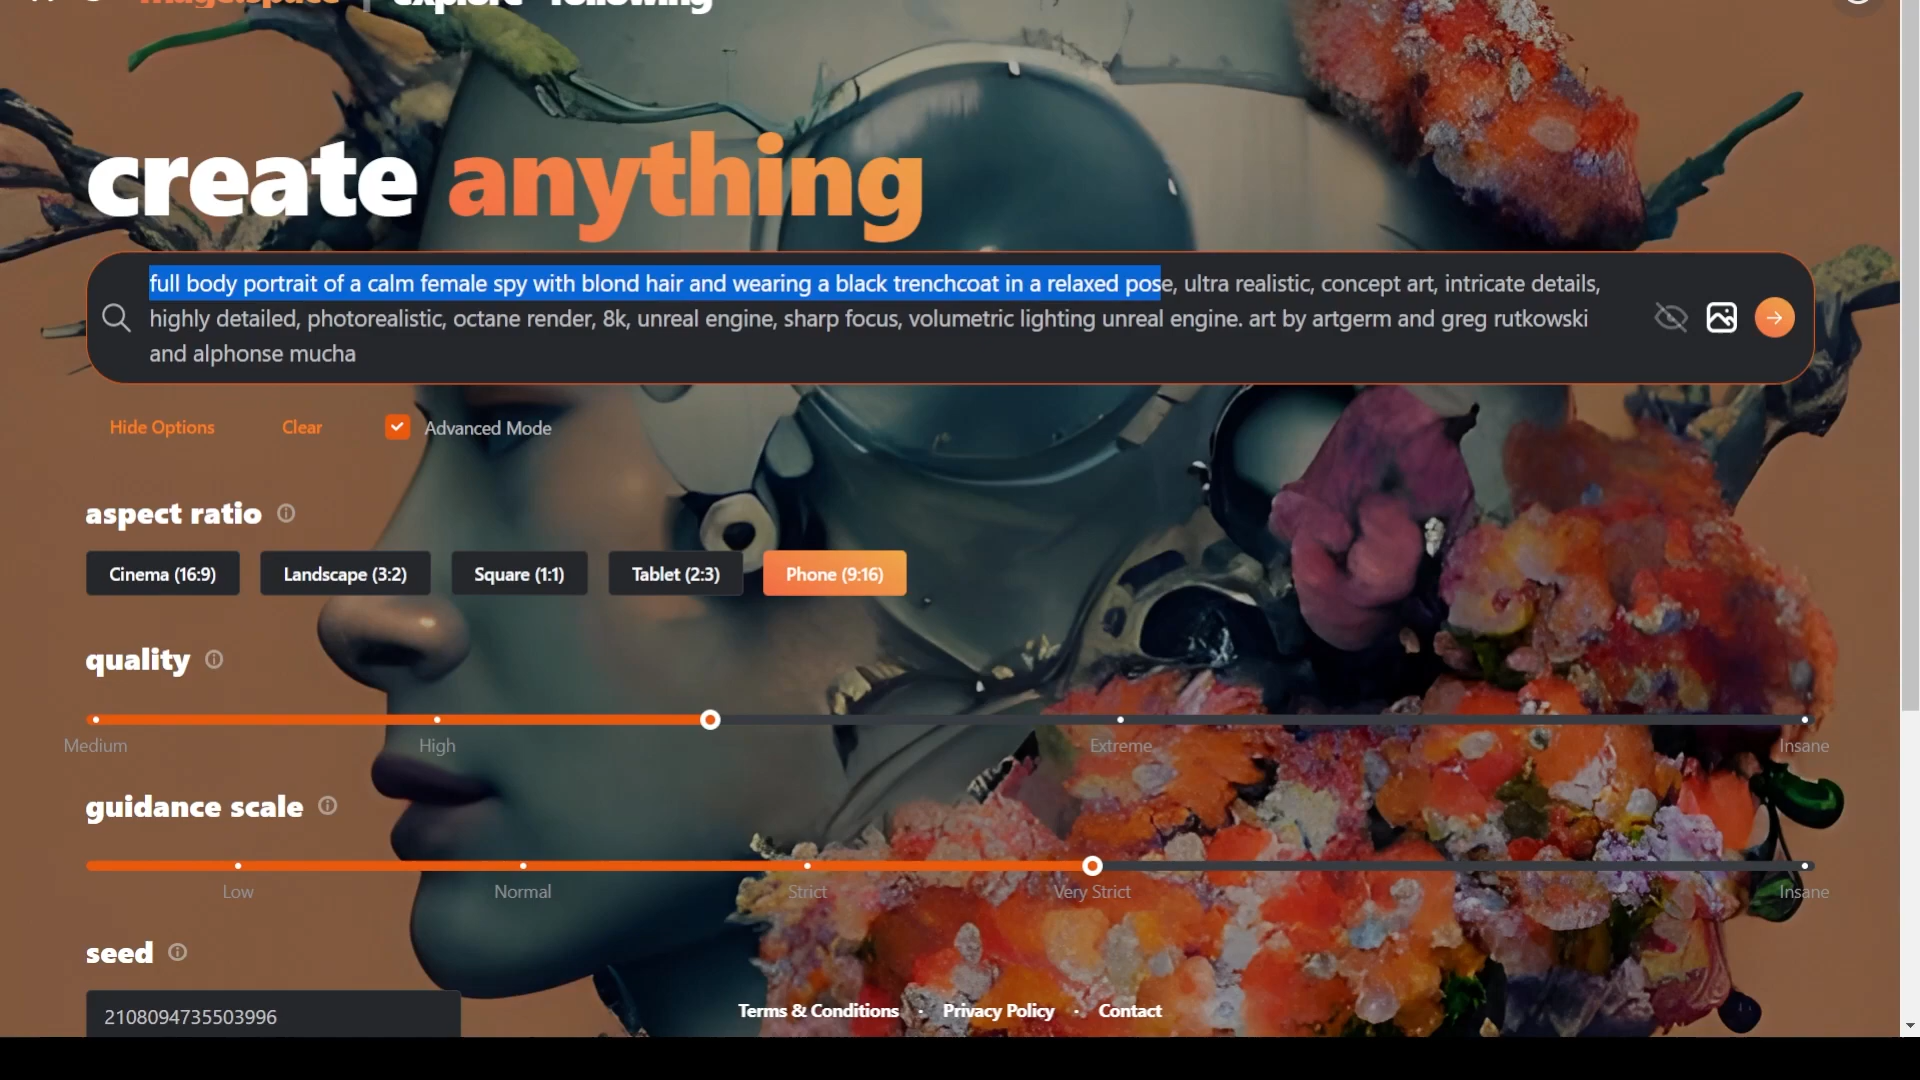 explore following
create anything
full body portrait of a calm female spy with blond hair and wearing a black trenchcoat in a relaxed pose, ultra realistic, concept art, intricate details,
highly detailed, photorealistic, octane render, 8k, unreal engine, sharp focus, volumetric lighting unreal engine. art by artgerm and greg rutkowski
and alphonse mucha
Hide Options Clear Advanced Mode
aspect ratio
Cinema (16:9) Landscape (3:2) Square (1:1) Tablet (2:3) Phone (9:16)
quality
Medium High Extreme Insane
guidance scale
Low Normal Strict Very Strict Insane
seed
2108094735503996
Terms & Conditions · Privacy Policy · Contact